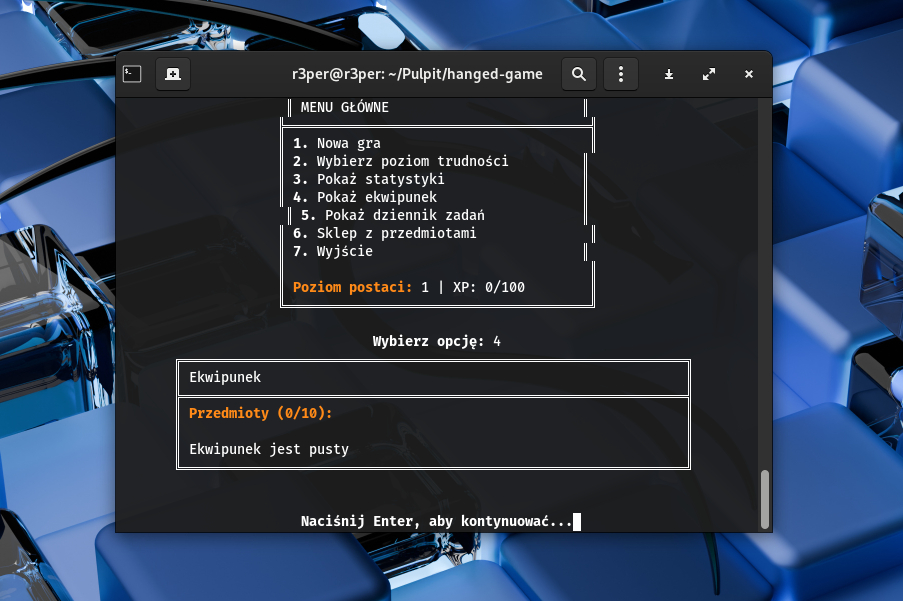 r3per@r3per: ~/Pulpit/hanged-game
MENU GŁÓWNE
1. Nowa gra
2. Wybierz poziom trudności
3. Pokaż statystyki
4. Pokaż ekwipunek
5. Pokaż dziennik zadań
6. Sklep z przedmiotami
7. Wyjście
Poziom postaci: 1 | XP: 0/100
Wybierz opcję: 4
Ekwipunek
Przedmioty (0/10):
Ekwipunek jest pusty
Naciśnij Enter, aby kontynuować...